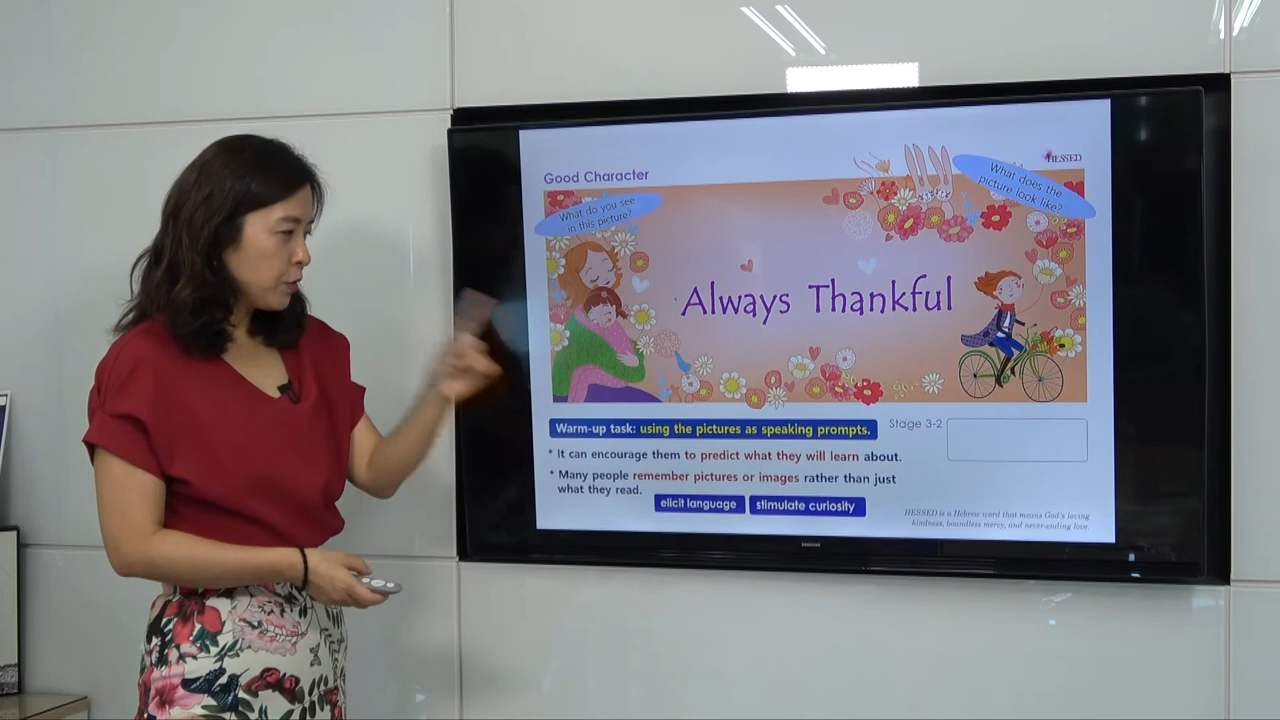 HESSED
Good Character
What do you see
in this picture?
What does the
picture look like?
Always Thankful
Warm-up task: using the pictures as speaking prompts.
Stage 3-2
* It can encourage them to predict what they will learn about.
* Many people remember pictures or images rather than just
what they read.
elicit language
stimulate curiosity
HESSED is a Hebrew word that means God's loving
kindness, boundless mercy, and never-ending love.
SAMSUNG